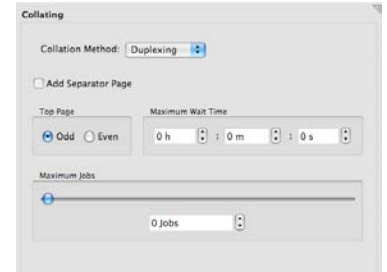 Collating
Collation Method: Duplexing
Add Separator Page
Top Page Maximum Wait Time
Odd Even 0 h : 0 m : 0 s
Maximum Jobs
0 Jobs